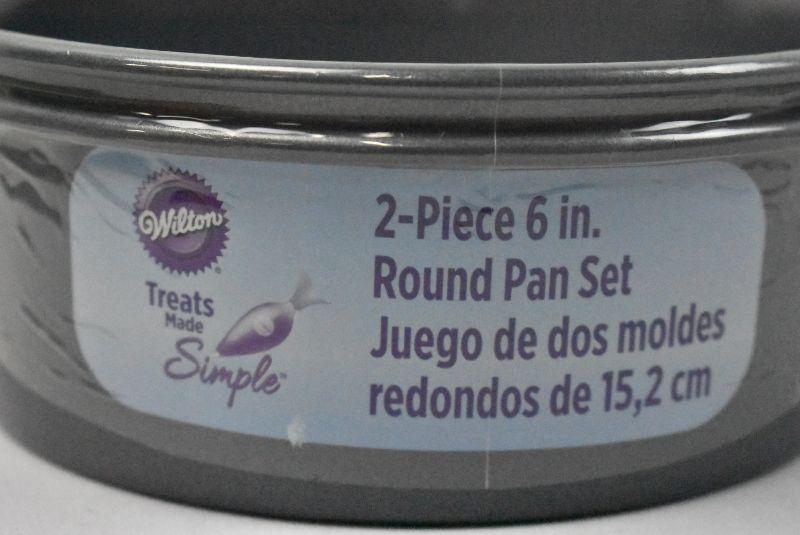 Wilton
Treats
Made
Simple™
2-Piece 6 in.
Round Pan Set
Juego de dos moldes
redondos de 15,2 cm